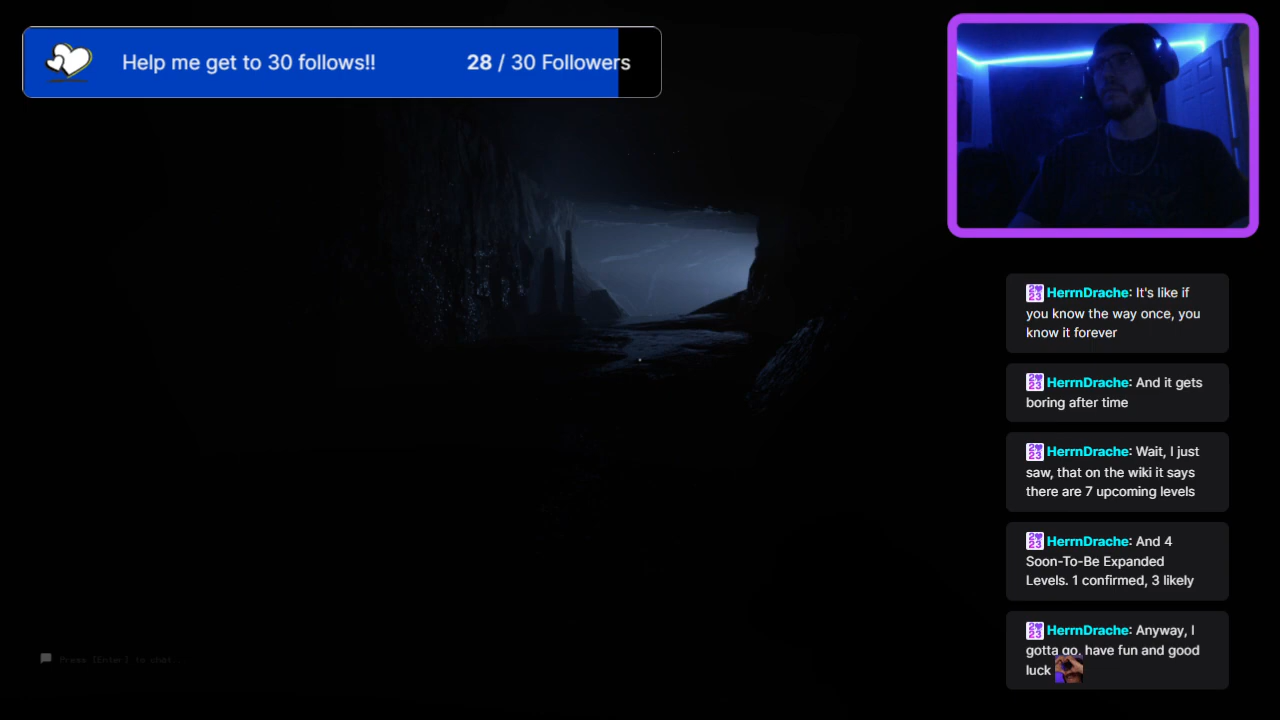 Help me get to 30 follows!!
28 / 30 Followers
HerrnDrache: It's like if
you know the way once, you
know it forever
HerrnDrache: And it gets
boring after time
HerrnDrache: Wait, I just
saw, that on the wiki it says
there are 7 upcoming levels
HerrnDrache: And 4
Soon-To-Be Expanded
Levels. 1 confirmed, 3 likely
HerrnDrache: Anyway, I
gotta go, have fun and good
luck
Press [Enter] to chat..